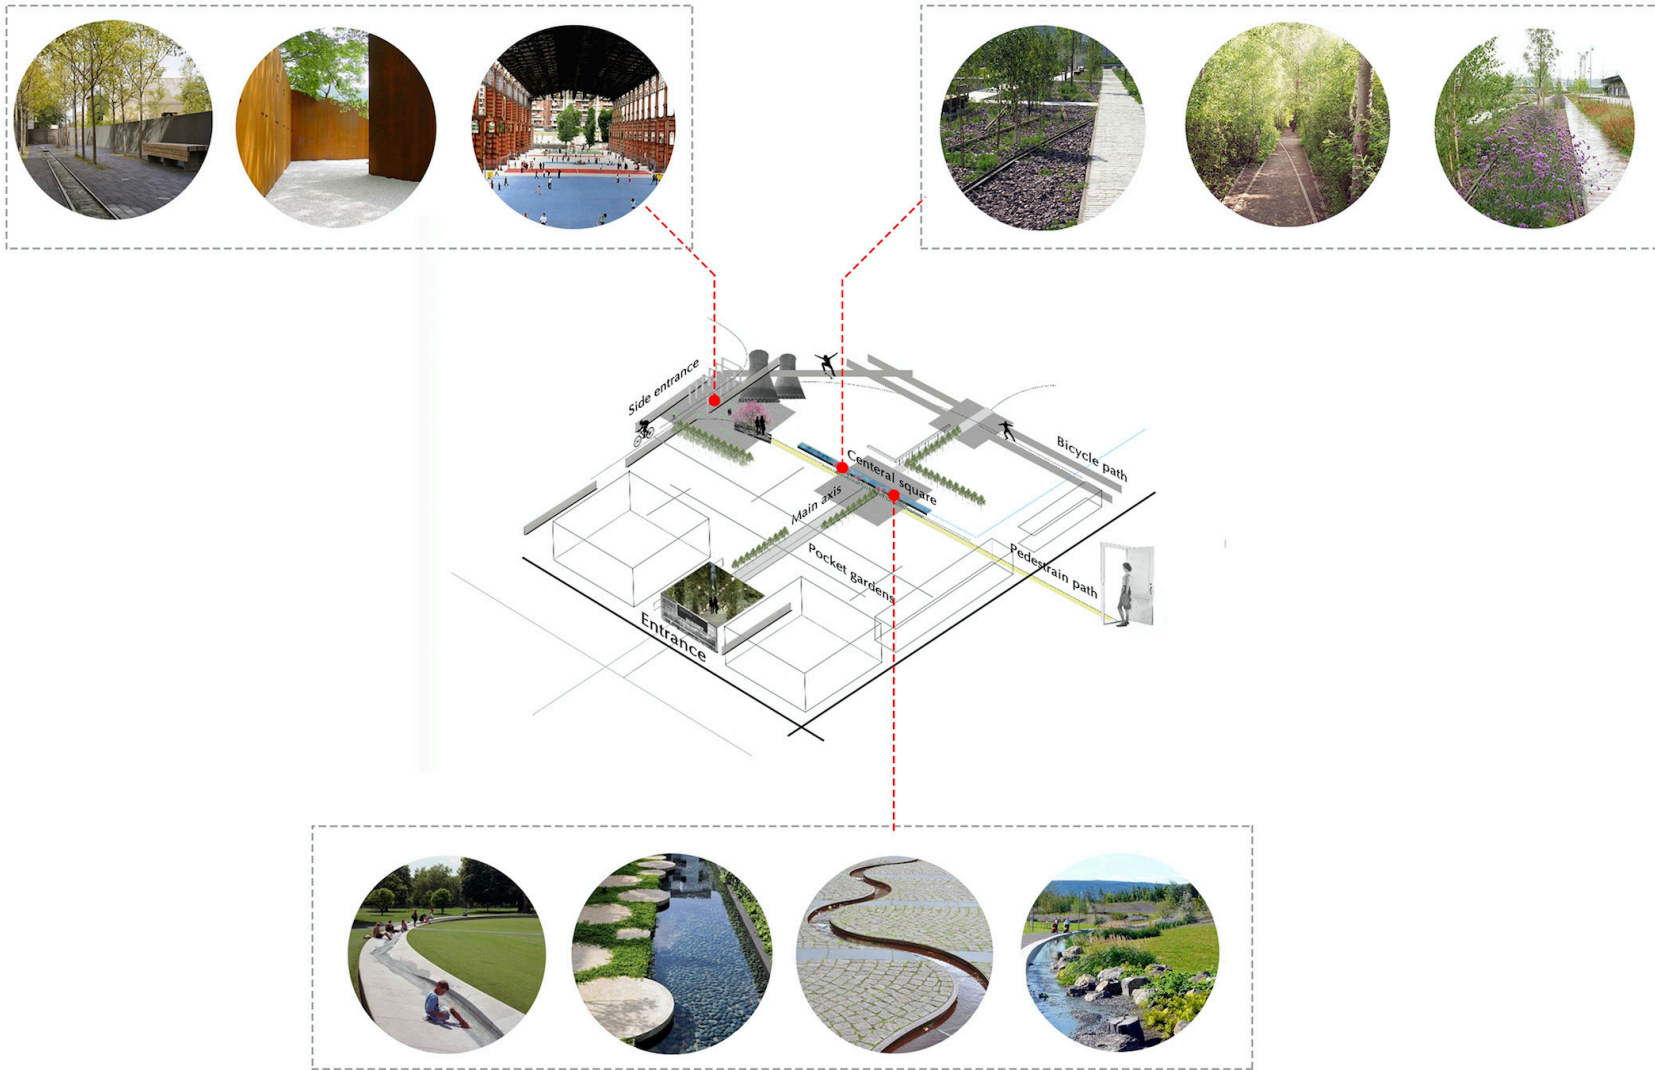 Side entrance
Bicycle path
Centeral square
Main axis
Pocket gardens
Pedestrain path
Entrance